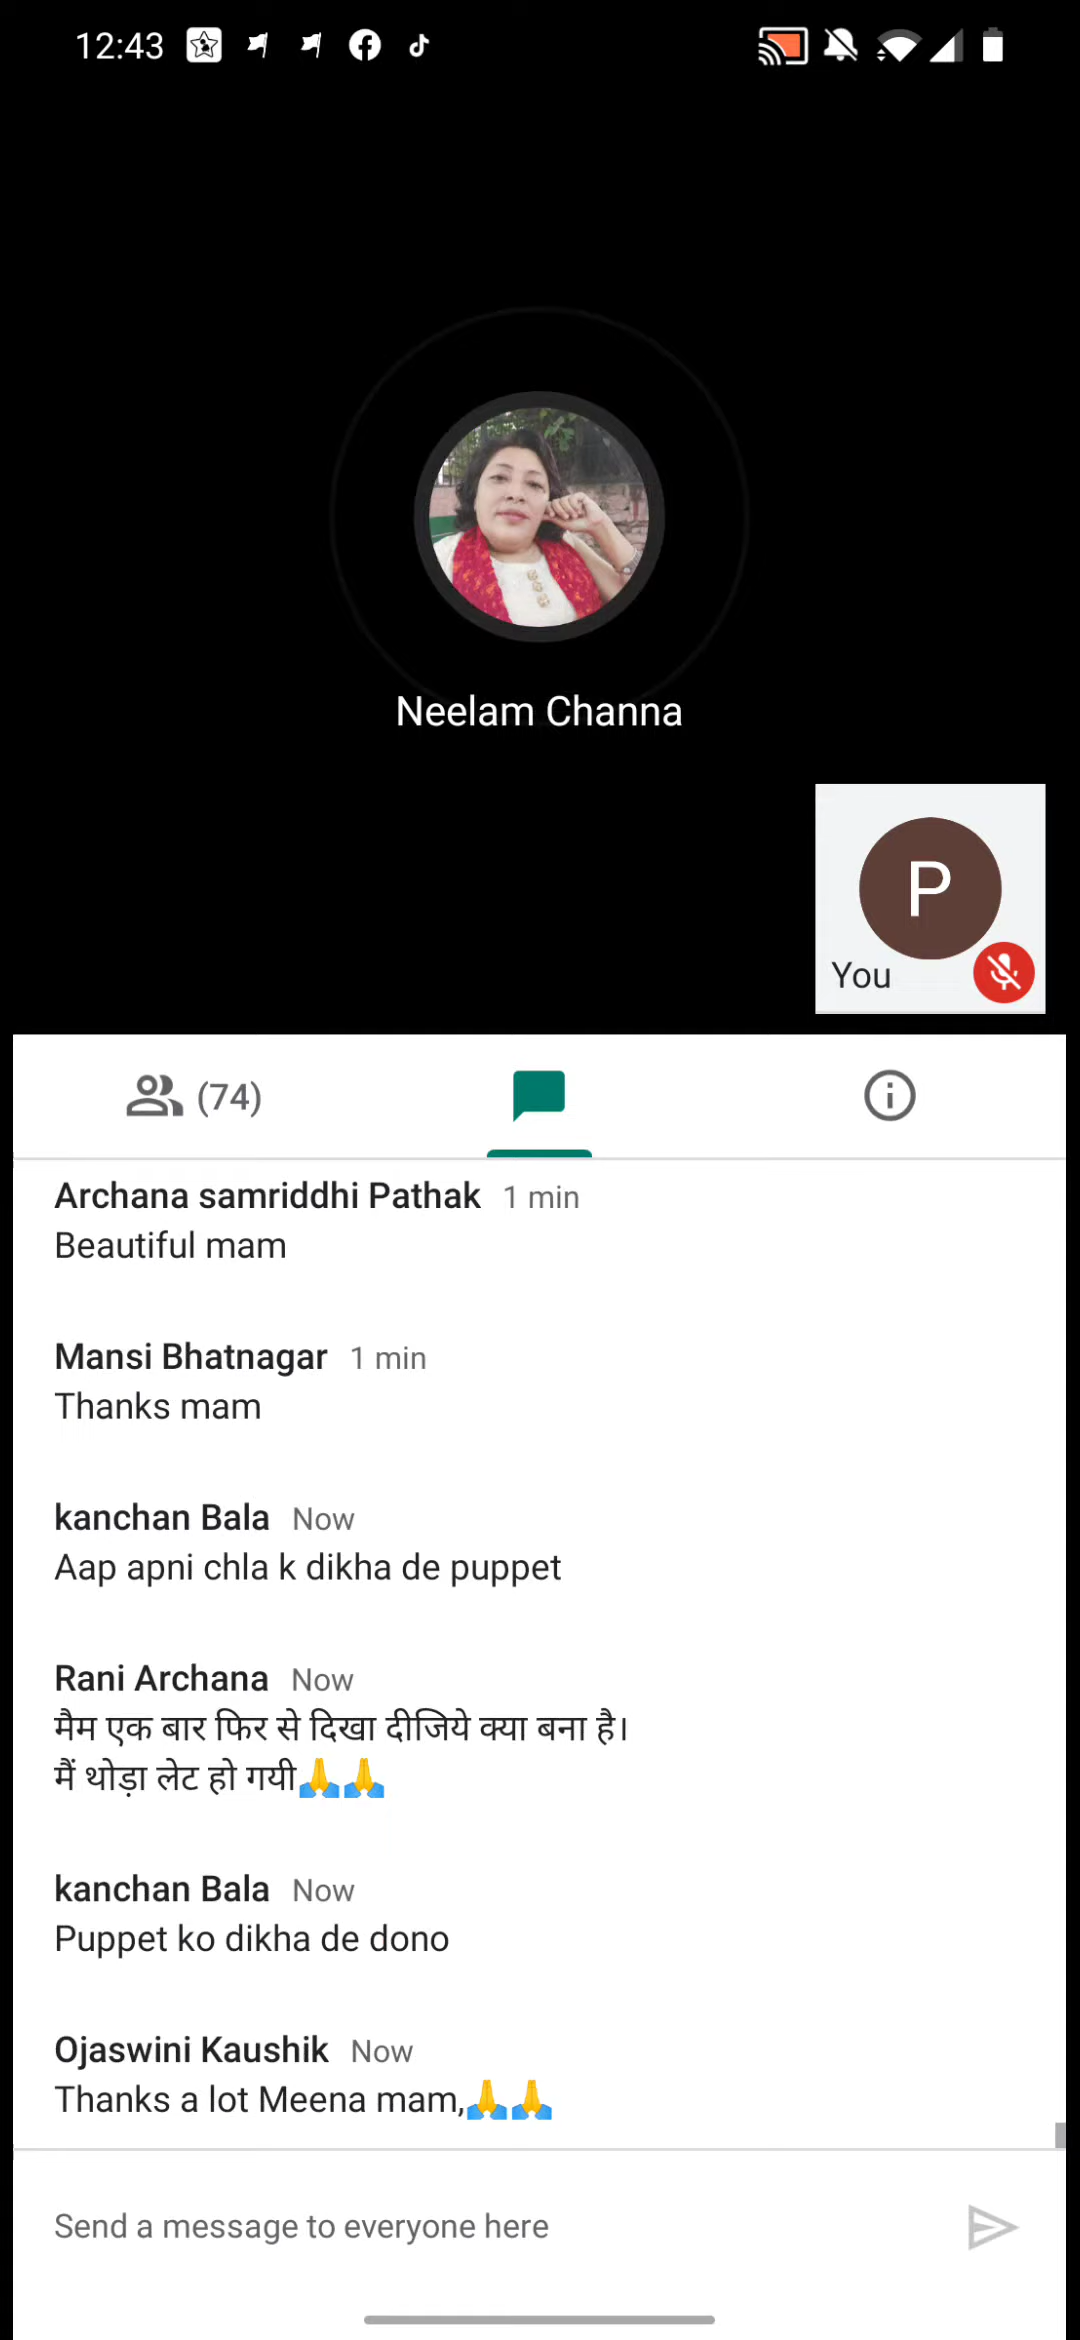 12:43
Neelam Channa
P
You
(74)
Archana samriddhi Pathak 1 min
Beautiful mam
Mansi Bhatnagar 1 min
Thanks mam
kanchan Bala Now
Aap apni chla k dikha de puppet
Rani Archana Now
मैम एक बार फिर से दिखा दीजिये क्या बना है।
मैं थोड़ा लेट हो गयी🙏🙏
kanchan Bala Now
Puppet ko dikha de dono
Ojaswini Kaushik Now
Thanks a lot Meena mam,🙏🙏
Send a message to everyone here